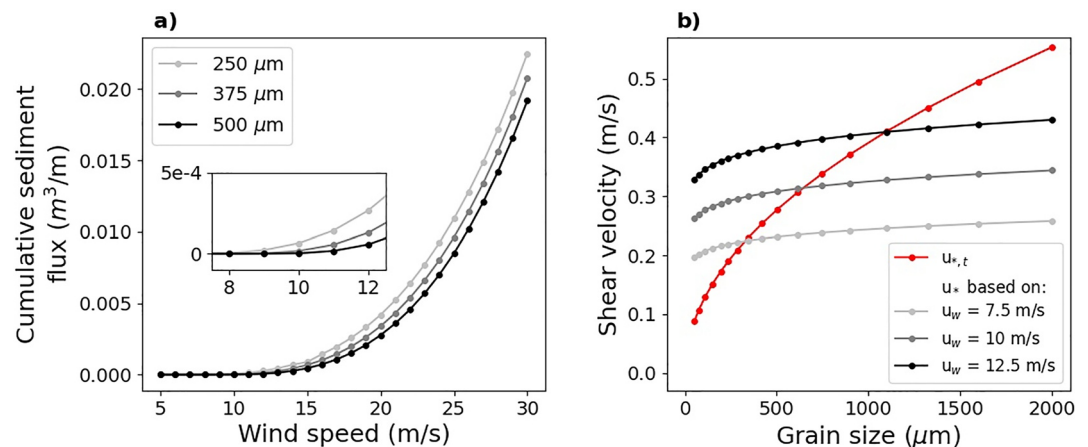 a)
Cumulative sediment
flux (m³/m)
0.020
0.015
0.010
0.005
0.000
250 μm
375 μm
500 μm
5e-4
0
8 10 12
5 10 15 20 25 30
Wind speed (m/s)
b)
Shear velocity (m/s)
0.5
0.4
0.3
0.2
0.1
0.0
u*,t
u* based on:
u_w = 7.5 m/s
u_w = 10 m/s
u_w = 12.5 m/s
0 500 1000 1500 2000
Grain size (μm)